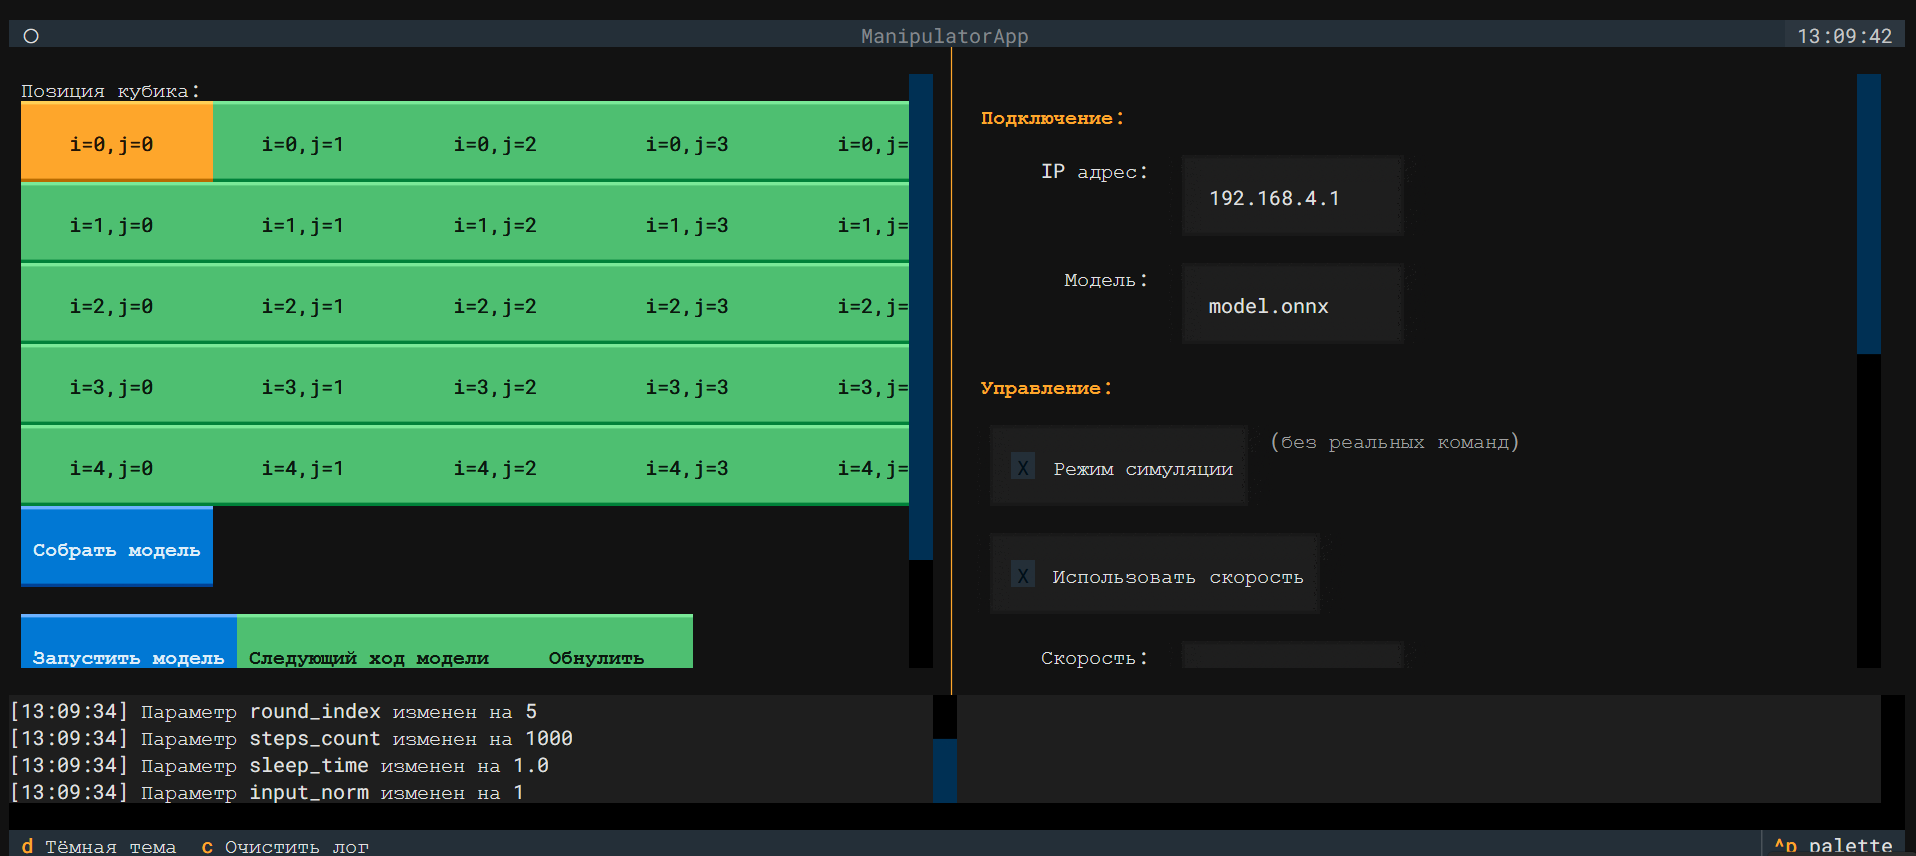 ManipulatorApp 13:09:42
Позиция кубика:
i=0,j=0 i=0,j=1 i=0,j=2 i=0,j=3 i=0,j=
i=1,j=0 i=1,j=1 i=1,j=2 i=1,j=3 i=1,j=
i=2,j=0 i=2,j=1 i=2,j=2 i=2,j=3 i=2,j=
i=3,j=0 i=3,j=1 i=3,j=2 i=3,j=3 i=3,j=
i=4,j=0 i=4,j=1 i=4,j=2 i=4,j=3 i=4,j=
Собрать модель
Запустить модель Следующий ход модели Обнулить
Подключение:
IP адрес: 192.168.4.1
Модель: model.onnx
Управление:
X Режим симуляции (без реальных команд)
X Использовать скорость
Скорость:
[13:09:34] Параметр round_index изменен на 5
[13:09:34] Параметр steps_count изменен на 1000
[13:09:34] Параметр sleep_time изменен на 1.0
[13:09:34] Параметр input_norm изменен на 1
d Тёмная тема c Очистить лог ^p palette